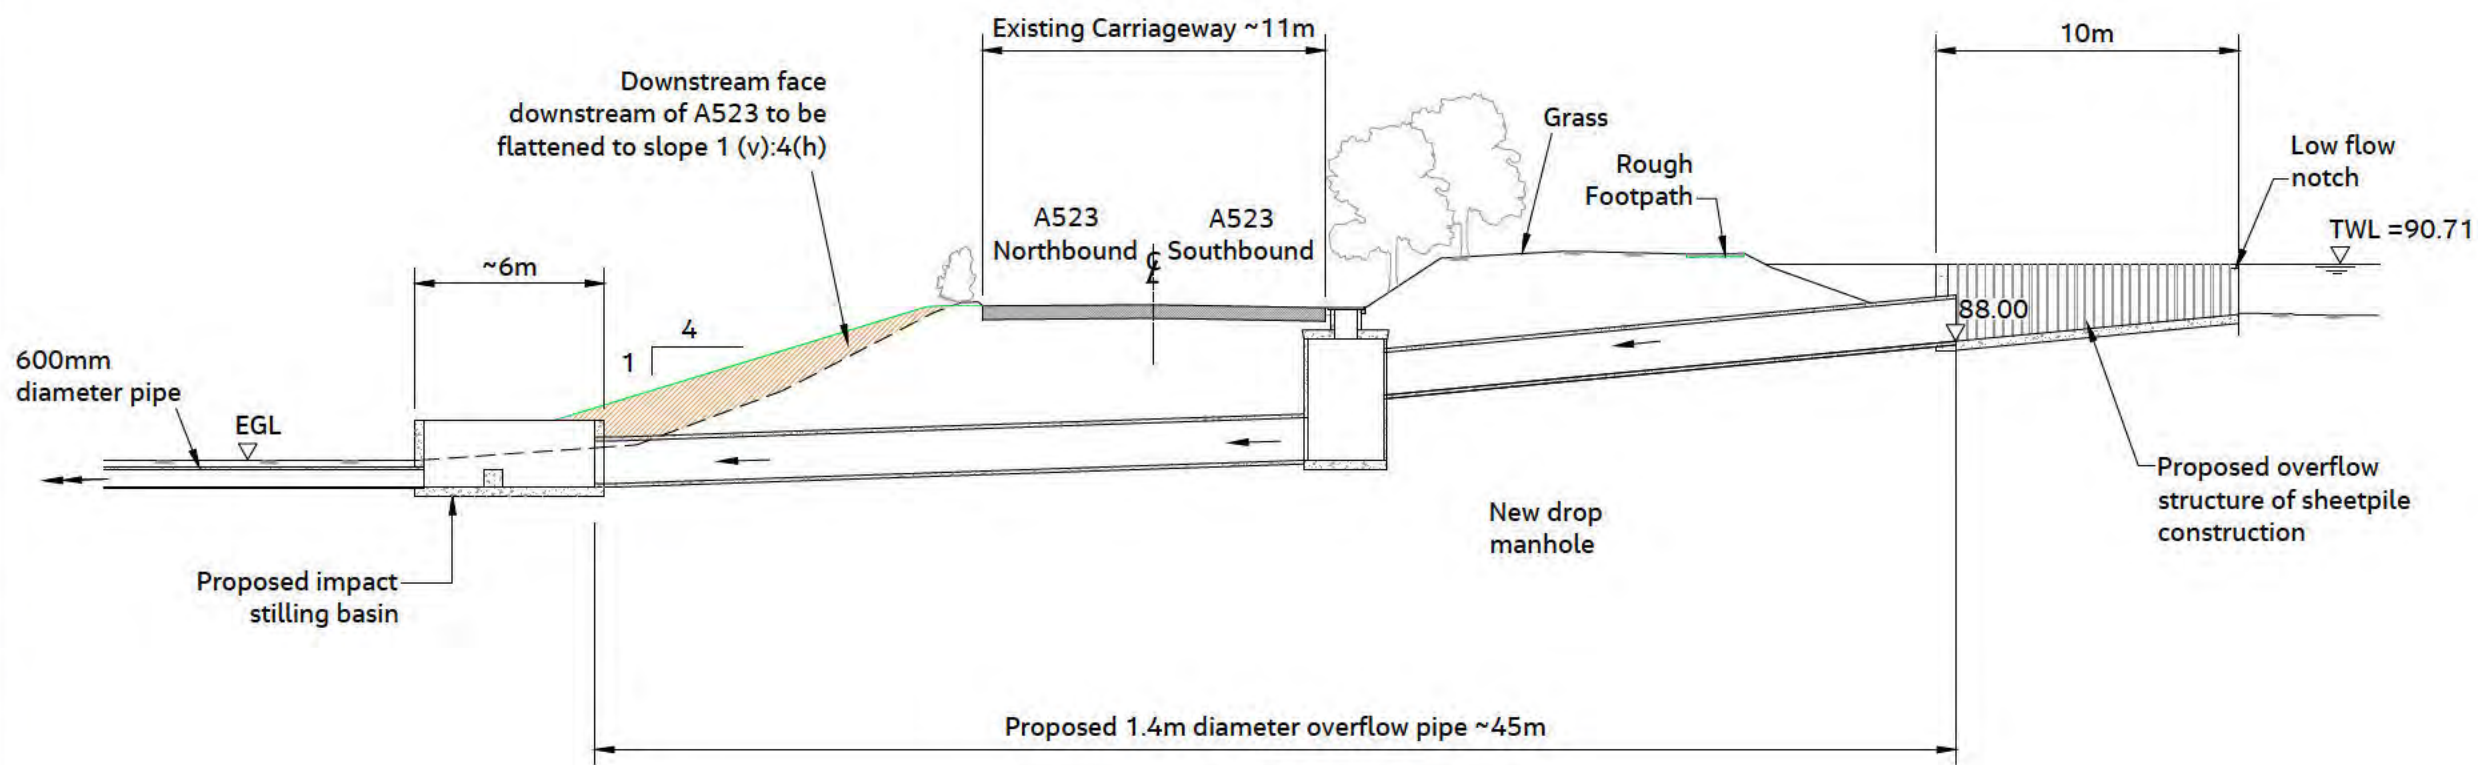 Existing Carriageway ~11m
10m
Downstream face
downstream of A523 to be
flattened to slope 1 (v):4(h)
Grass
Rough
Footpath
Low flow
notch
A523
Northbound
A523
Southbound
℄
TWL =90.71
~6m
88.00
4
1
600mm
diameter pipe
EGL
Proposed overflow
structure of sheetpile
construction
New drop
manhole
Proposed impact
stilling basin
Proposed 1.4m diameter overflow pipe ~45m